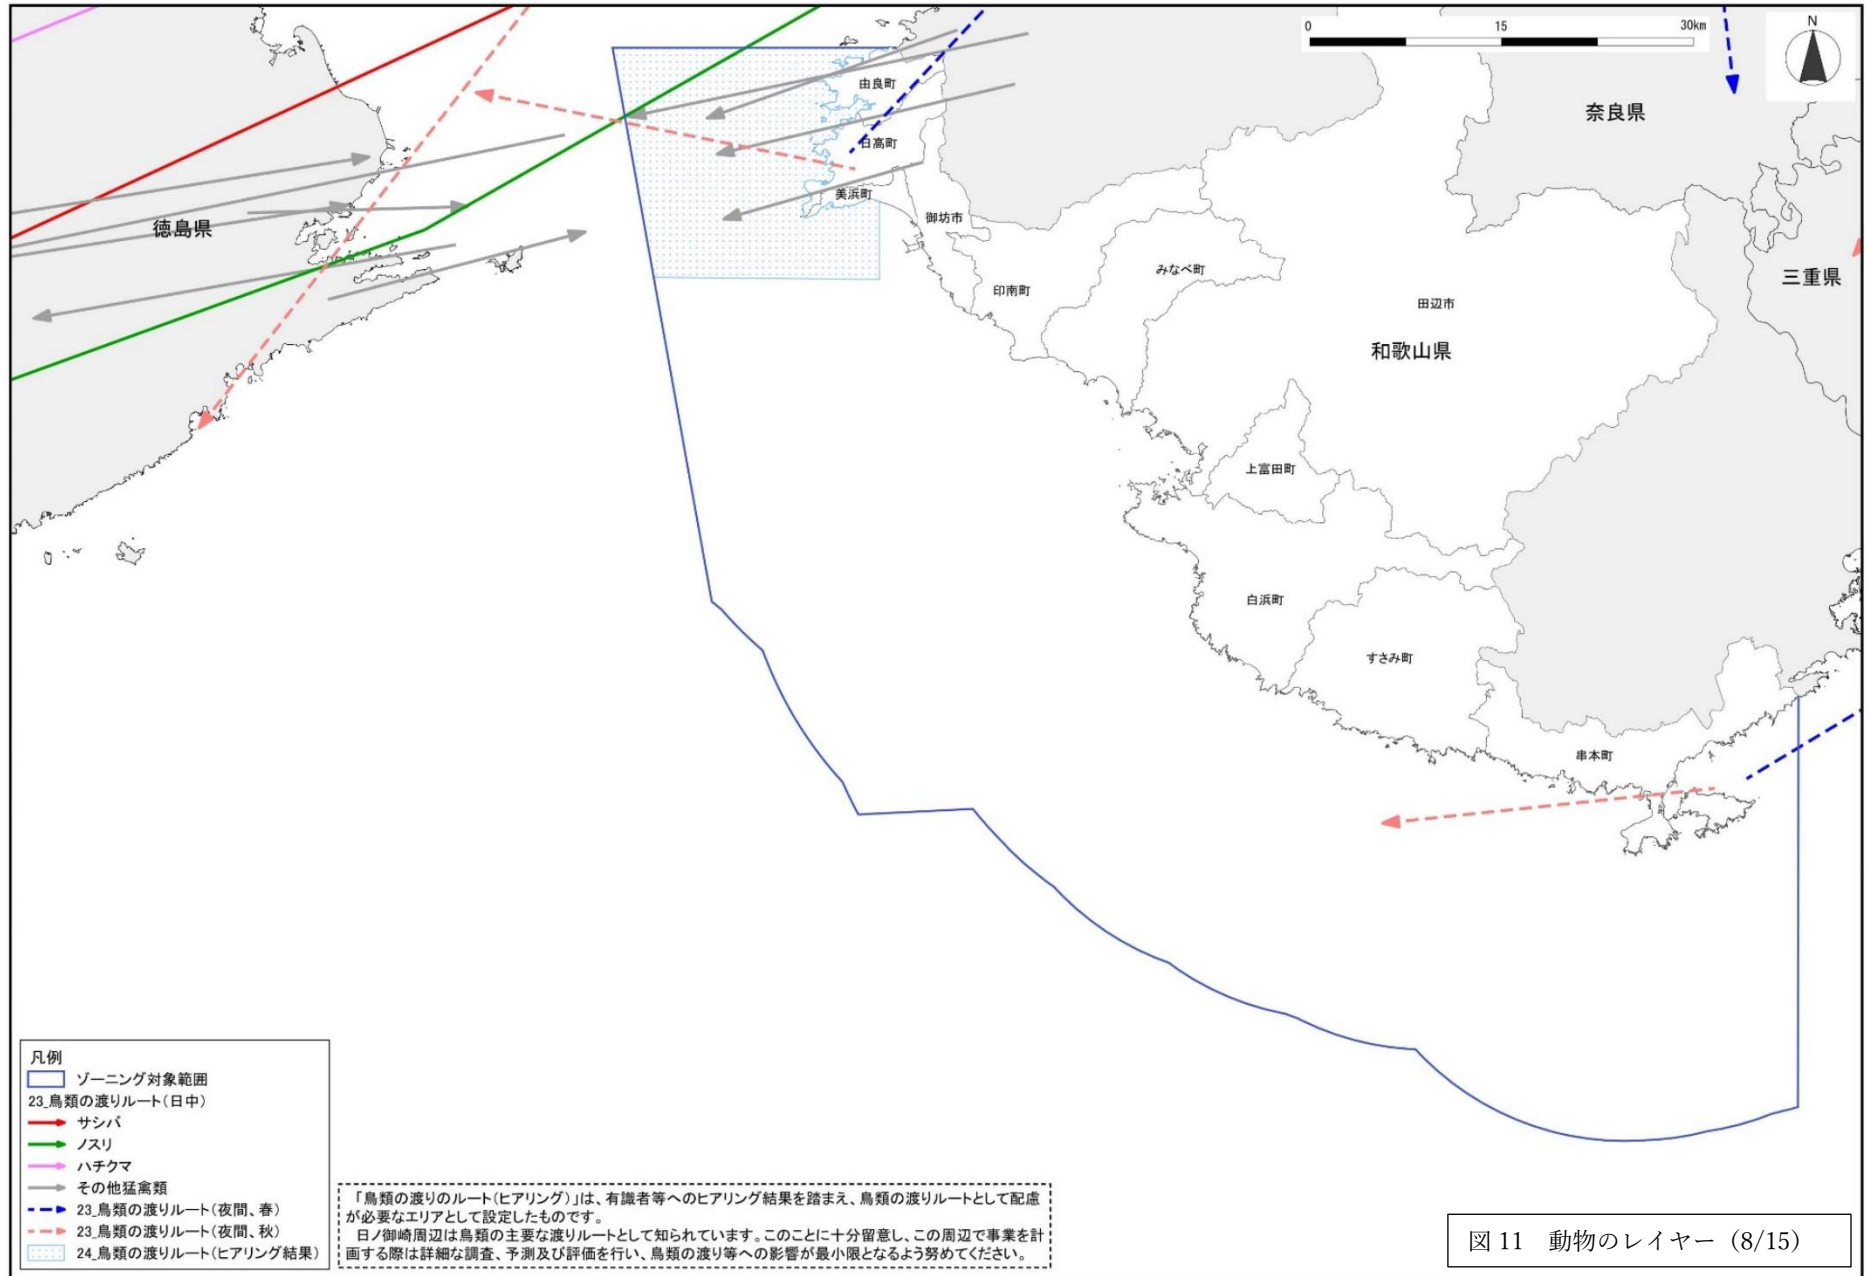 0 15 30km
N
由良町
奈良県
日高町
美浜町
御坊市
徳島県
みなべ町
三重県
印南町
田辺市
和歌山県
上富田町
白浜町
すさみ町
串本町
凡例
ゾーニング対象範囲
23_鳥類の渡りルート(日中)
サシバ
ノスリ
ハチクマ
その他猛禽類
23_鳥類の渡りルート(夜間、春)
23_鳥類の渡りルート(夜間、秋)
24_鳥類の渡りルート(ヒアリング結果)
「鳥類の渡りのルート(ヒアリング)」は、有識者等へのヒアリング結果を踏まえ、鳥類の渡りルートとして配慮
が必要なエリアとして設定したものです。
日ノ御崎周辺は鳥類の主要な渡りルートとして知られています。このことに十分留意し、この周辺で事業を計
画する際は詳細な調査、予測及び評価を行い、鳥類の渡り等への影響が最小限となるよう努めてください。
図 11 動物のレイヤー（8/15）